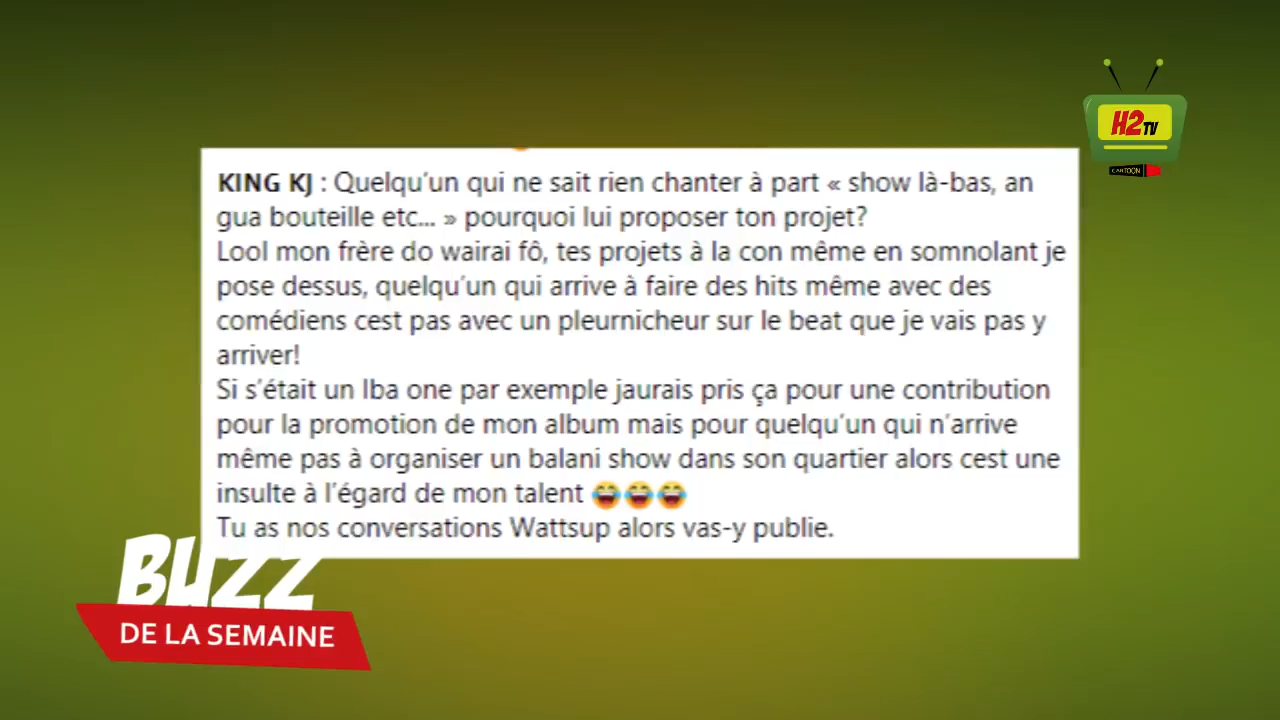 H2TV
CARTOON
KING KJ : Quelqu'un qui ne sait rien chanter à part « show là-bas, an
gua bouteille etc... » pourquoi lui proposer ton projet?
Lool mon frère do wairai fô, tes projets à la con même en somnolant je
pose dessus, quelqu'un qui arrive à faire des hits même avec des
comédiens cest pas avec un pleurnicheur sur le beat que je vais pas y
arriver!
Si s'était un Iba one par exemple jaurais pris ça pour une contribution
pour la promotion de mon album mais pour quelqu'un qui n'arrive
même pas à organiser un balani show dans son quartier alors cest une
insulte à l'égard de mon talent 😂😂😂
Tu as nos conversations Wattsup alors vas-y publie.
BUZZ
DE LA SEMAINE